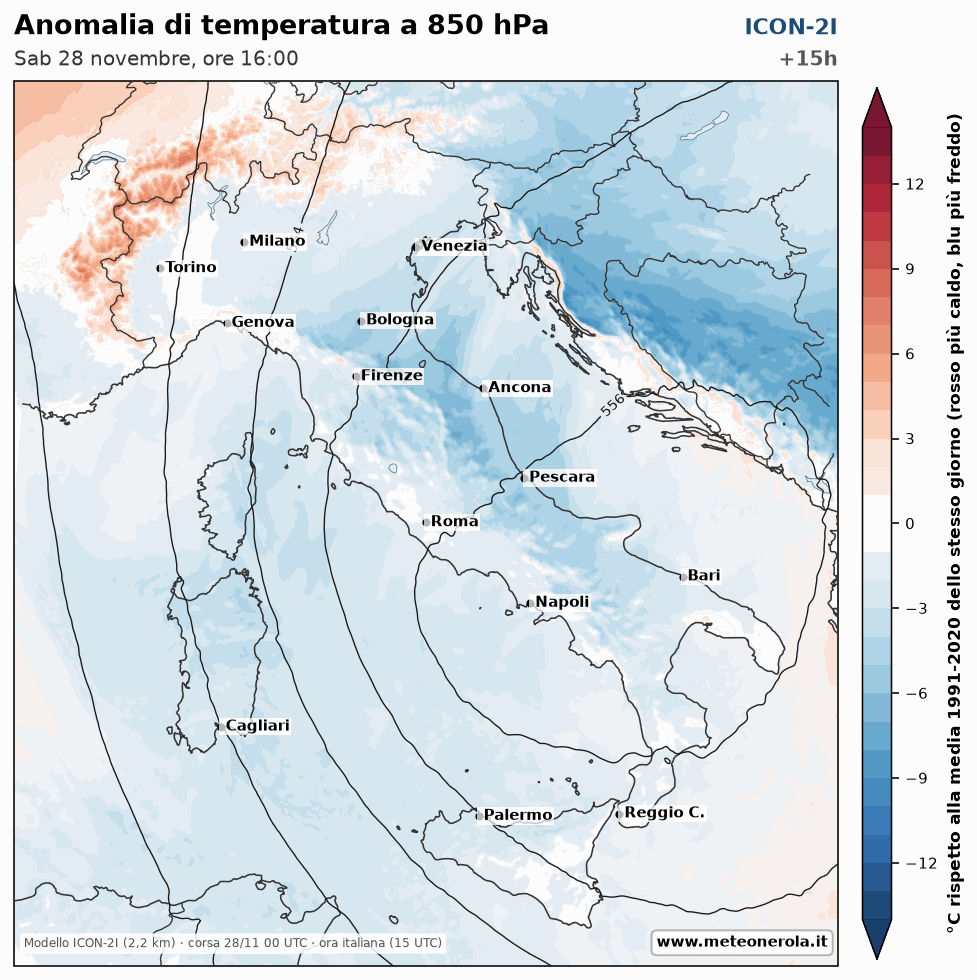 Anomalia di temperatura a 850 hPa
ICON-2I
Sab 28 novembre, ore 16:00
+15h
Milano
Venezia
Torino
Genova
Bologna
Firenze
Ancona
556
Pescara
Roma
Bari
Napoli
Cagliari
Palermo
Reggio C.
12
9
6
3
0
−3
−6
−9
−12
°C rispetto alla media 1991-2020 dello stesso giorno (rosso più caldo, blu più freddo)
Modello ICON-2I (2,2 km) · corsa 28/11 00 UTC · ora italiana (15 UTC)
www.meteonerola.it